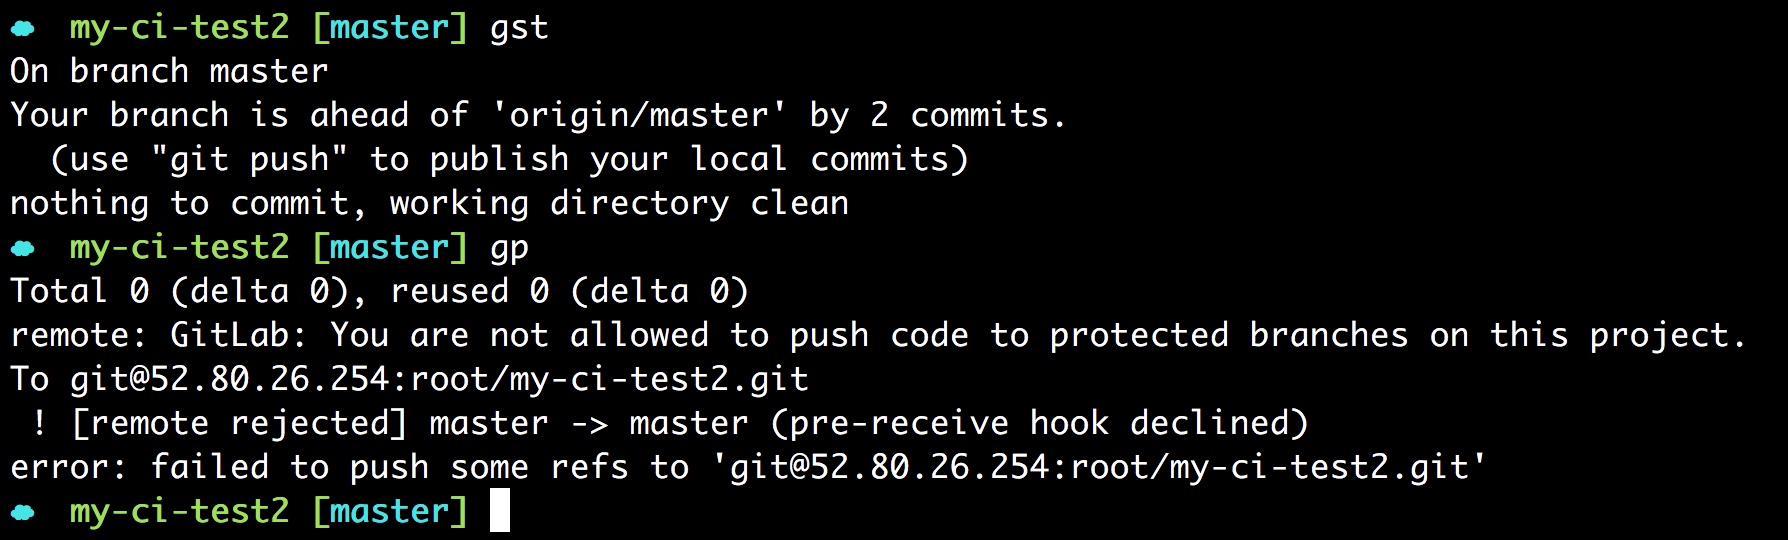 my-ci-test2 [master] gst
On branch master
Your branch is ahead of 'origin/master' by 2 commits.
  (use "git push" to publish your local commits)
nothing to commit, working directory clean
my-ci-test2 [master] gp
Total 0 (delta 0), reused 0 (delta 0)
remote: GitLab: You are not allowed to push code to protected branches on this project.
To git@52.80.26.254:root/my-ci-test2.git
 ! [remote rejected] master -> master (pre-receive hook declined)
error: failed to push some refs to 'git@52.80.26.254:root/my-ci-test2.git'
my-ci-test2 [master]